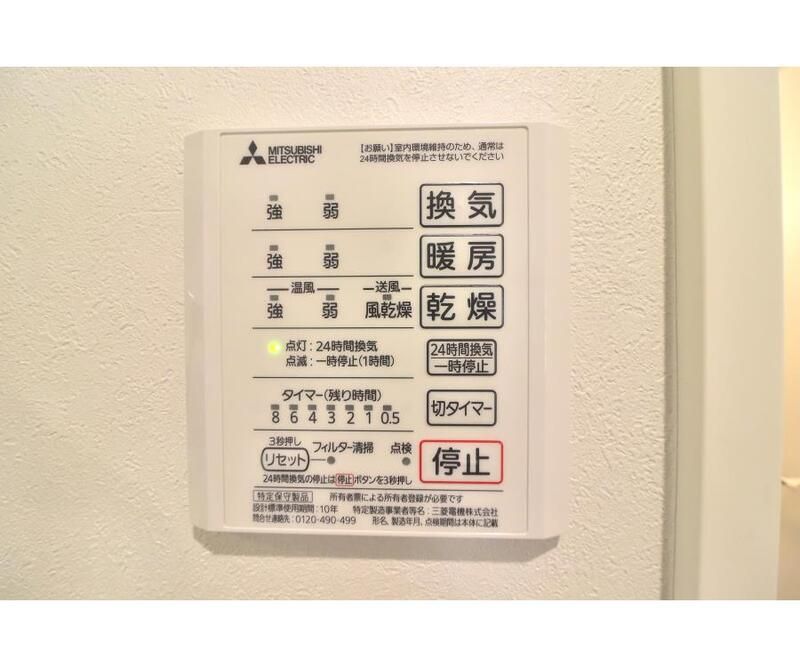 MITSUBISHI
ELECTRIC
【お願い】室内環境維持のため、通常は
24時間換気を停止させないでください
強 弱 換気
強 弱 暖房
温風 送風
強 弱 風乾燥 乾燥
点灯:24時間換気
点滅:一時停止(1時間)
24時間換気
一時停止
タイマー(残り時間)
8 6 4 3 2 1 0.5
切タイマー
3秒押し
リセット フィルター清掃 点検
停止
24時間換気の停止は停止ボタンを3秒押し
特定保守製品 所有者票による所有者登録が必要です
設計標準使用期間:10年 特定製造事業者等名:三菱電機株式会社
問合せ連絡先:0120-490-499 形名、製造年月、点検期間は本体に記載